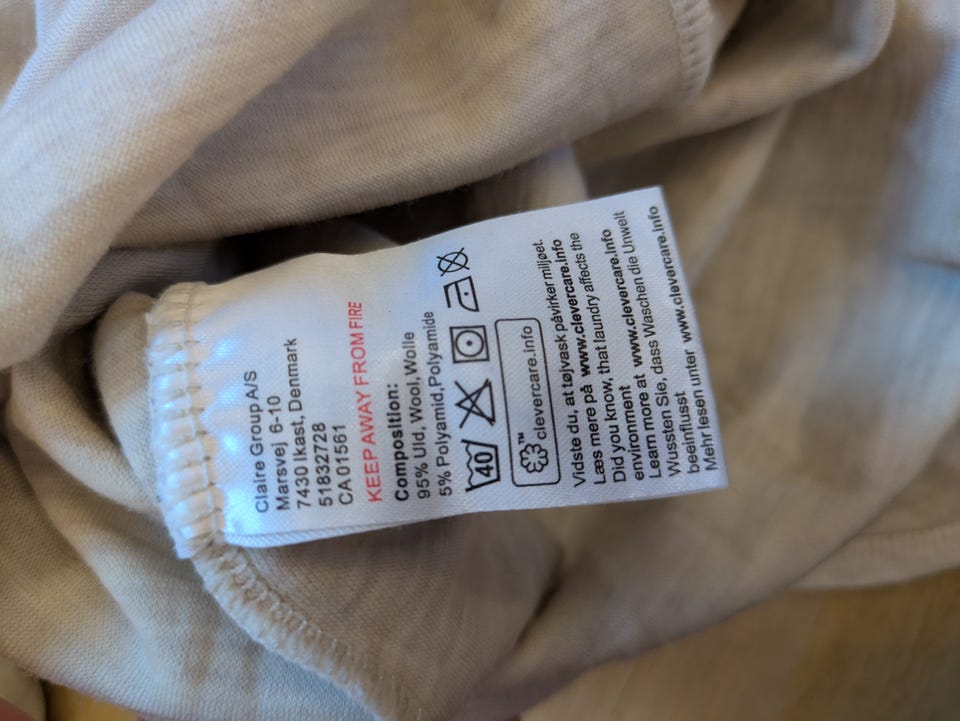 Claire Group A/S
Marsvej 6-10
7430 Ikast, Denmark
51832728
CA 01561
KEEP AWAY FROM FIRE
Composition:
95% Uld, Wool, Wolle
5% Polyamid, Polyamide
40
clevercare.info
Vidste du, at tøjvask påvirker miljøet.
Læs mere på www.clevercare.info
Did you know, that laundry affects the
environment
Learn more at www.clevercare.info
Wussten Sie, dass Waschen die Unwelt
beeinflusst
Mehr lesen unter www.clevercare.info